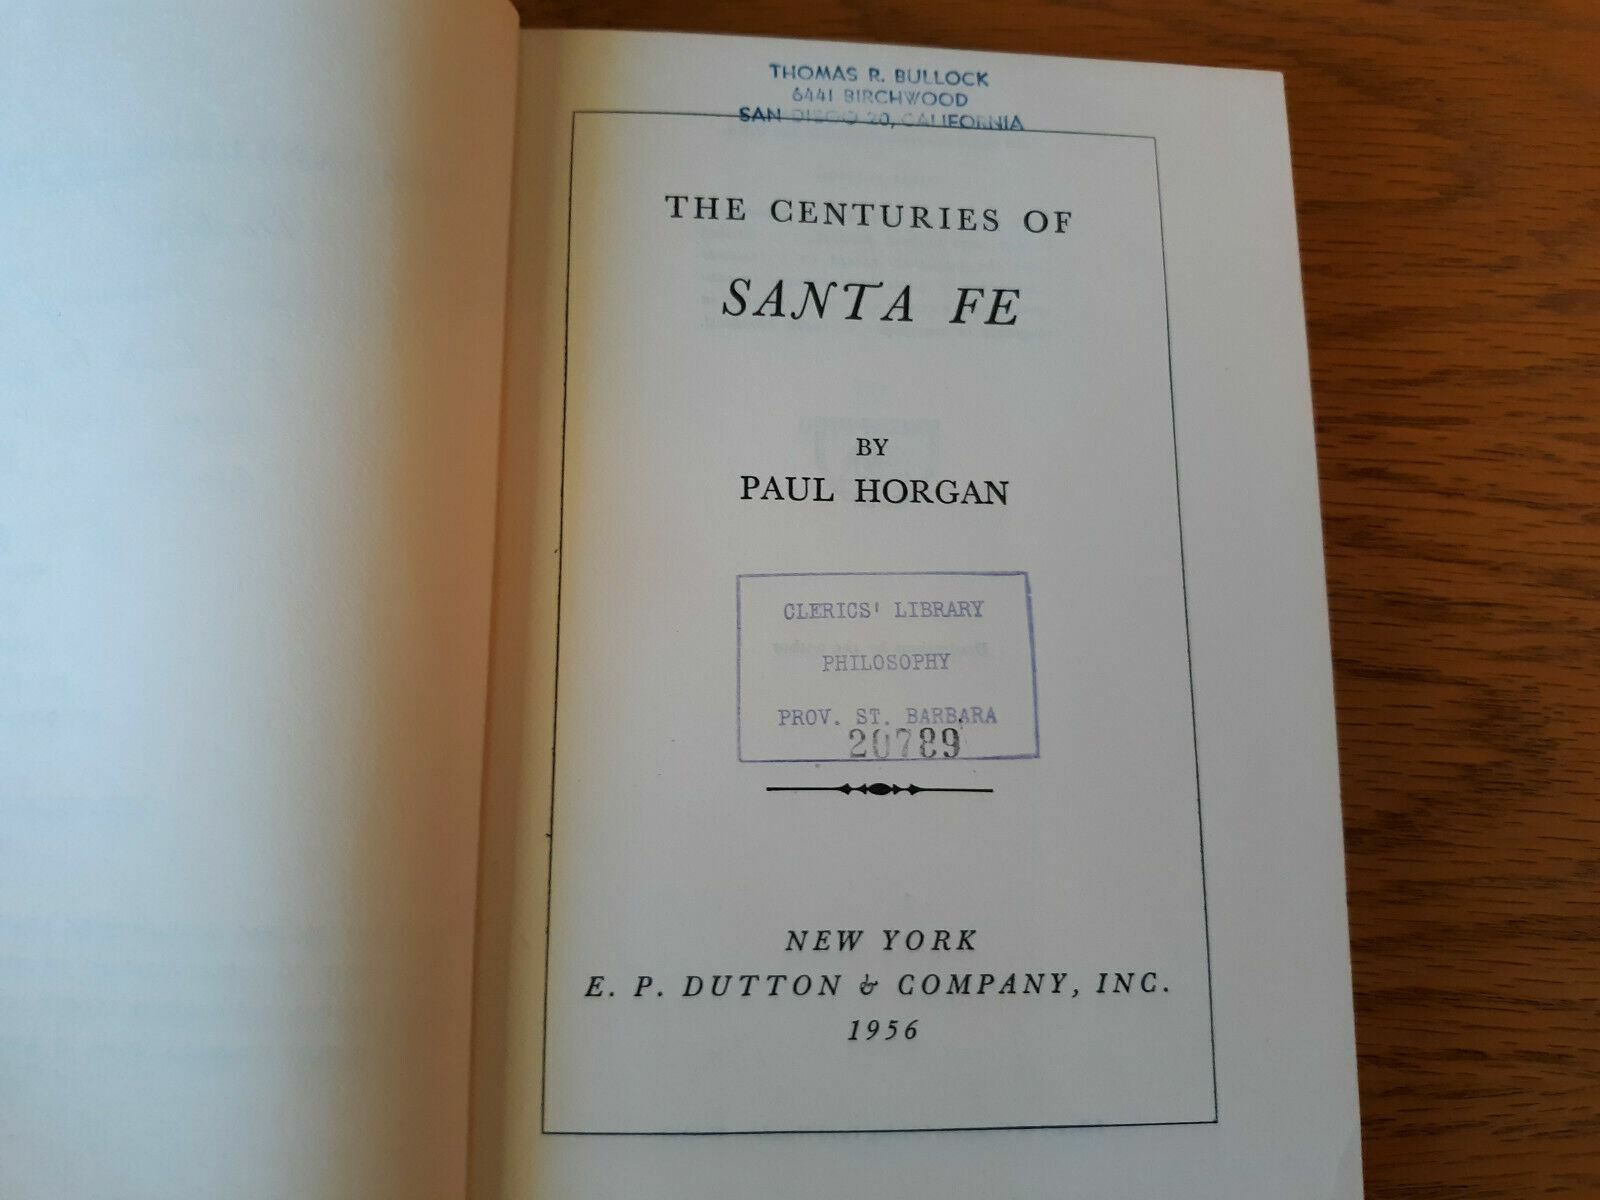 THOMAS R. BULLOCK
6441 BIRCHWOOD
SAN DIEGO 20, CALIFORNIA
THE CENTURIES OF
SANTA FE
BY
PAUL HORGAN
CLERICS' LIBRARY
PHILOSOPHY
PROV. ST. BARBARA
20789
NEW YORK
E. P. DUTTON & COMPANY, INC.
1956